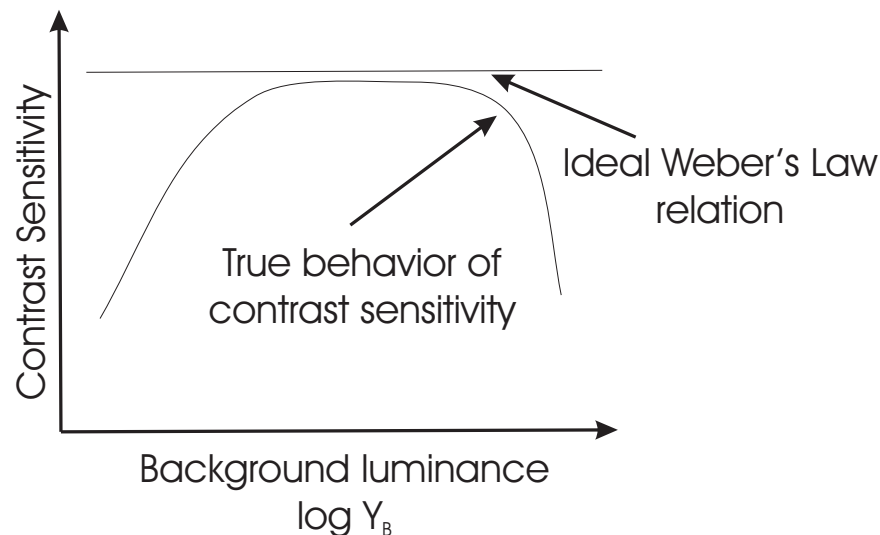 Contrast Sensitivity
Ideal Weber's Law
relation
True behavior of
contrast sensitivity
Background luminance
log Y_B